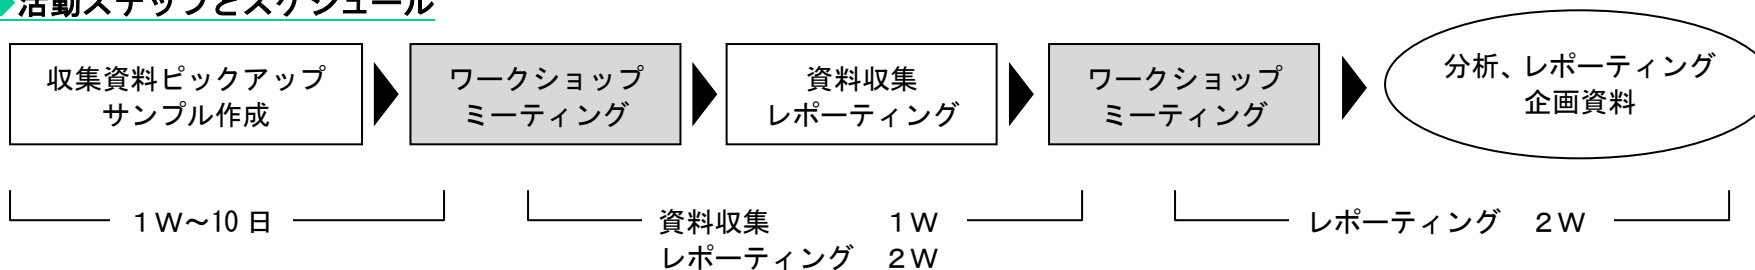 ◆活動ステップとスケジュール
収集資料ピックアップ
サンプル作成
ワークショップ
ミーティング
資料収集
レポーティング
ワークショップ
ミーティング
分析、レポーティング
企画資料
１Ｗ～10 日
資料収集　　　　１Ｗ
レポーティング　２Ｗ
レポーティング　２Ｗ